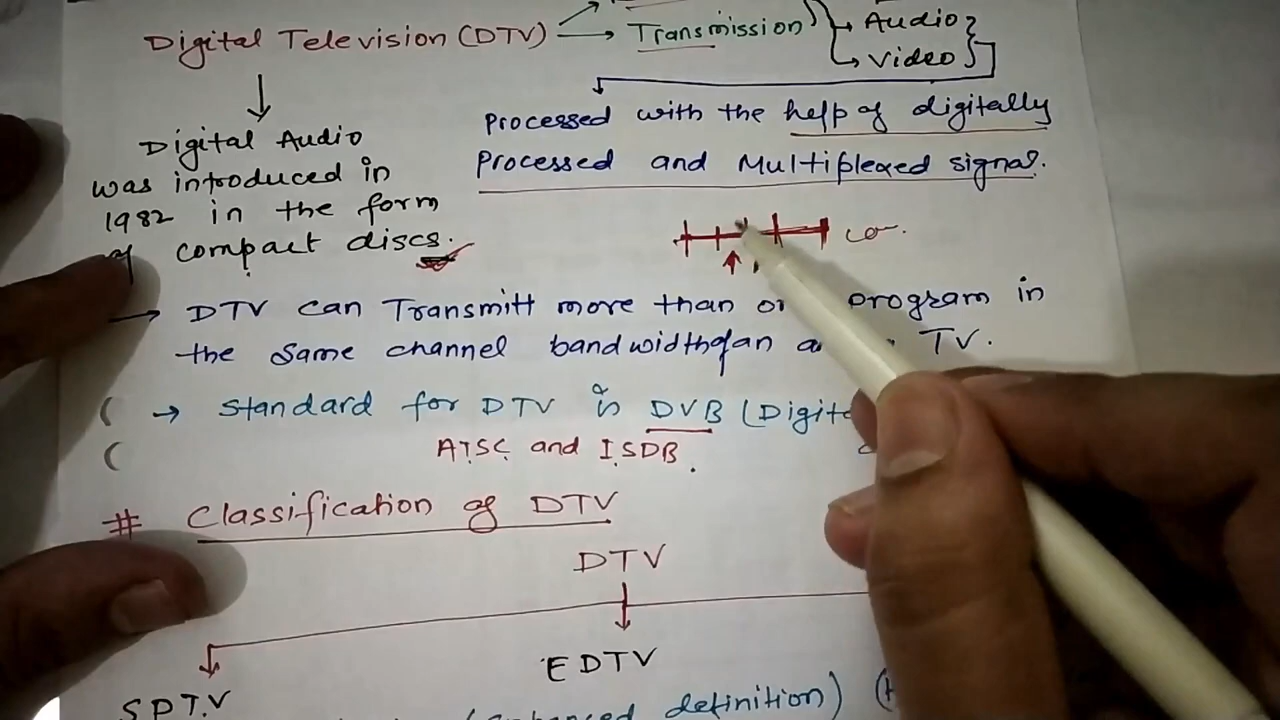 Digital Television (DTV) → Transmission → Audio
→ Video
Processed with the help of digitally
Processed and Multiplexed signal.
Digital Audio
was introduced in
1982 in the form
of compact discs.
→ DTV can Transmitt more than program in
the same channel bandwidth an TV.
→ Standard for DTV is DVB (Digit
ATSC and ISDB.
# Classification of DTV
DTV
EDTV
SDTV
definition)